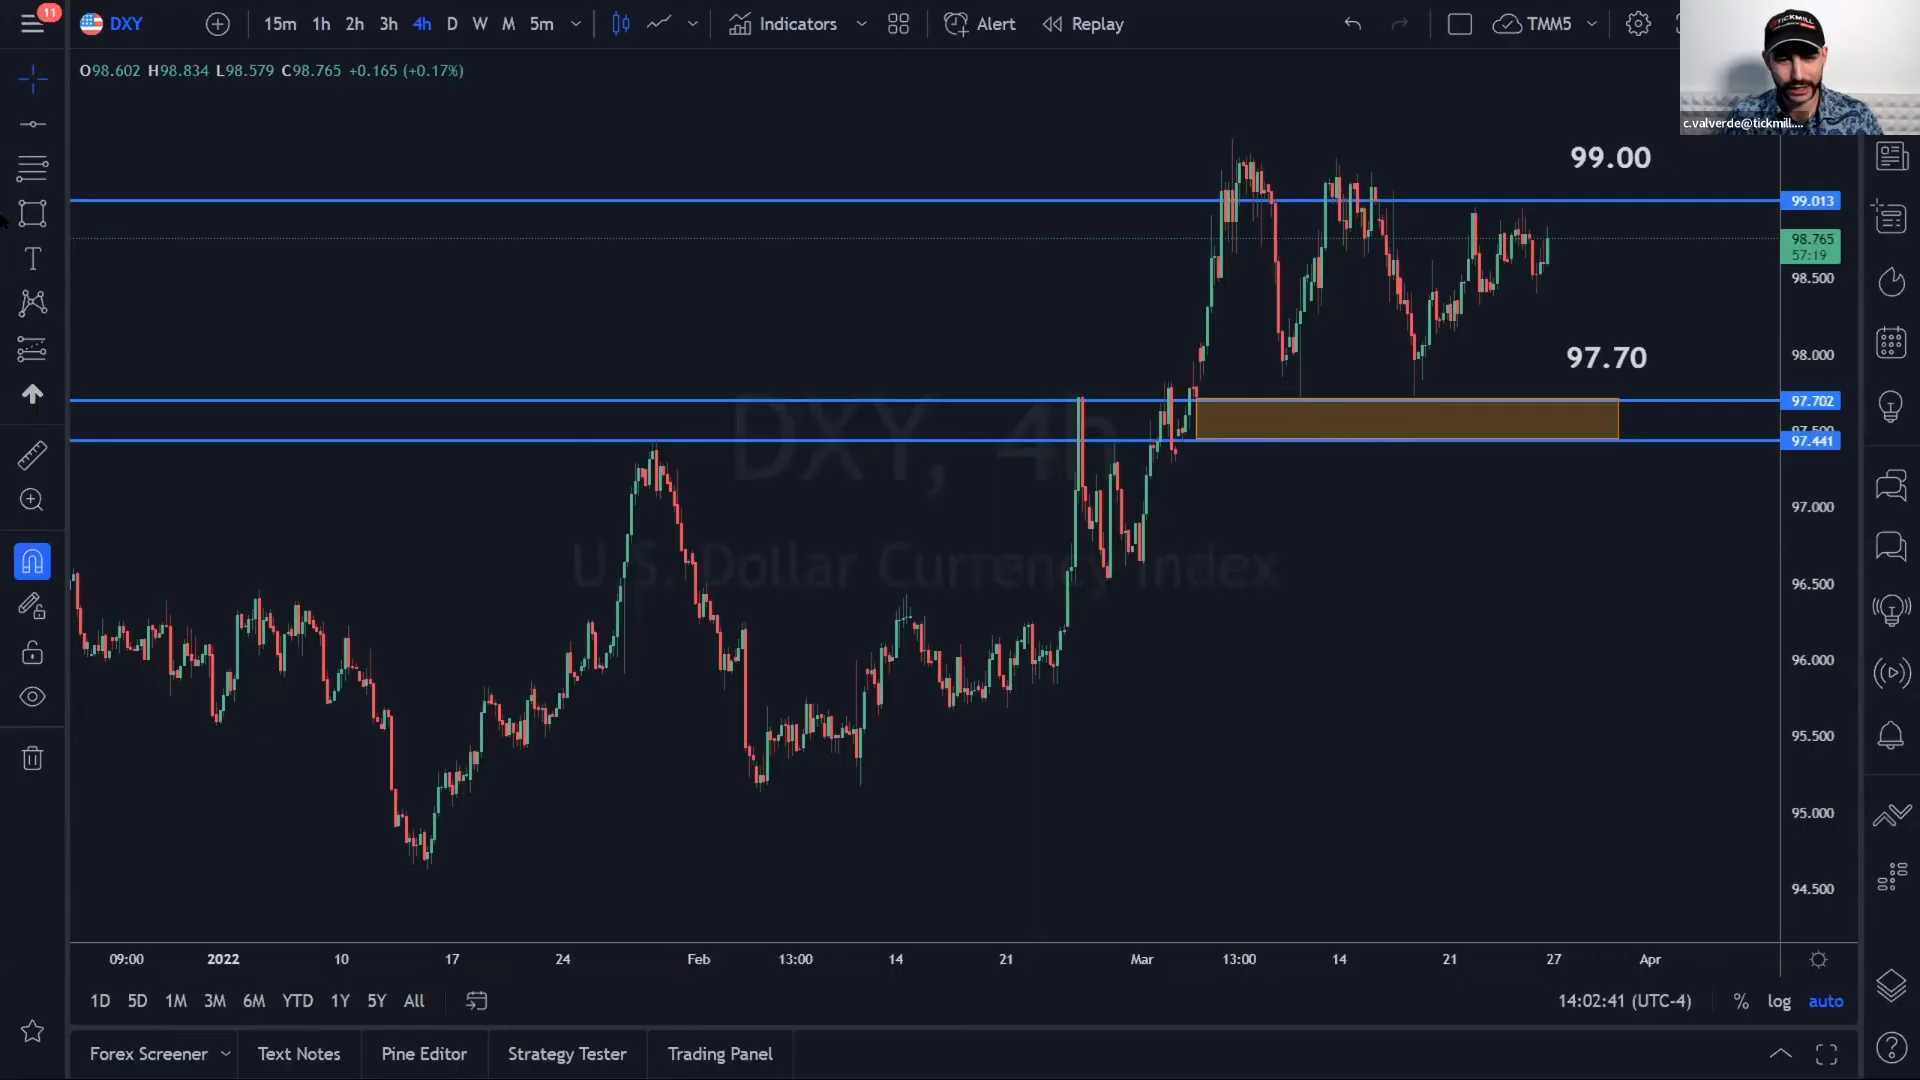 11
DXY
15m 1h 2h 3h 4h D W M 5m
Indicators
Alert
Replay
TMM5
O98.602 H98.834 L98.579 C98.765 +0.165 (+0.17%)
TICKMILL
c.valverde@tickmill....
99.00
99.013
98.765
57:19
98.500
97.70
98.000
97.702
97.500
97.441
DXY, 4h
U.S. Dollar Currency Index
97.000
96.500
96.000
95.500
95.000
94.500
09:00 2022 10 17 24 Feb 13:00 14 21 Mar 13:00 14 21 27 Apr
1D 5D 1M 3M 6M YTD 1Y 5Y All
14:02:41 (UTC-4) % log auto
Forex Screener Text Notes Pine Editor Strategy Tester Trading Panel